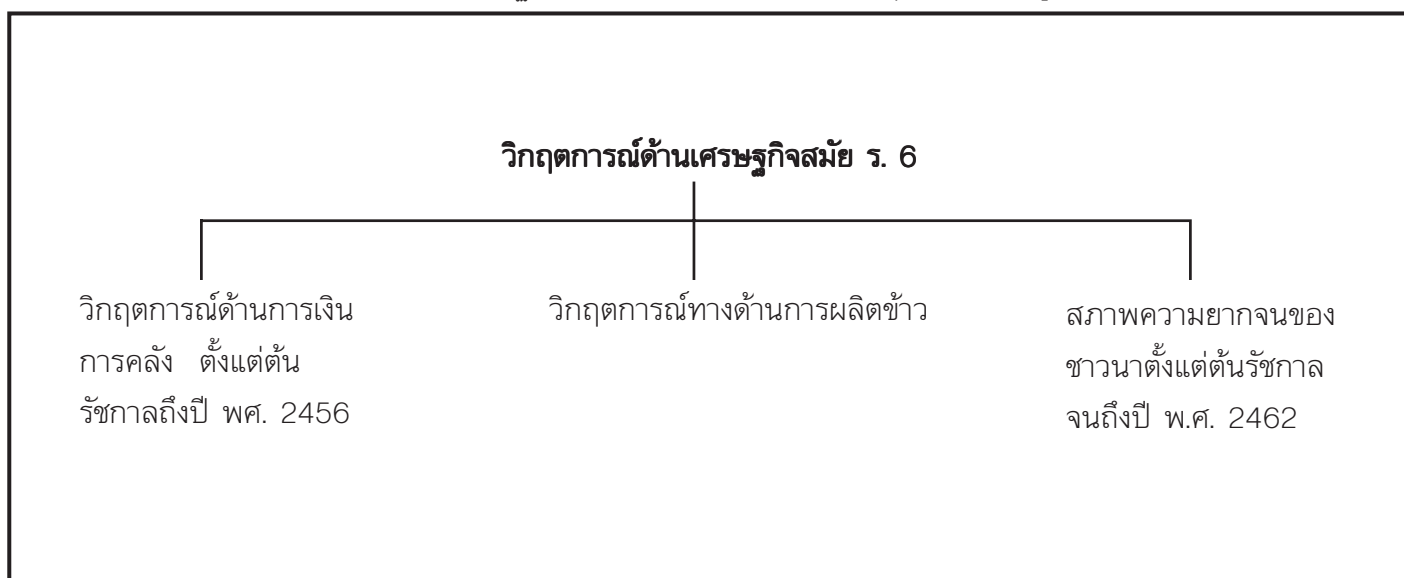 วิกฤตการณ์ด้านเศรษฐกิจสมัย ร. 6
วิกฤตการณ์ด้านการเงิน
การคลัง ตั้งแต่ต้น
รัชกาลถึงปี พศ. 2456
วิกฤตการณ์ทางด้านการผลิตข้าว
สภาพความยากจนของ
ชาวนาตั้งแต่ต้นรัชกาล
จนถึงปี พ.ศ. 2462